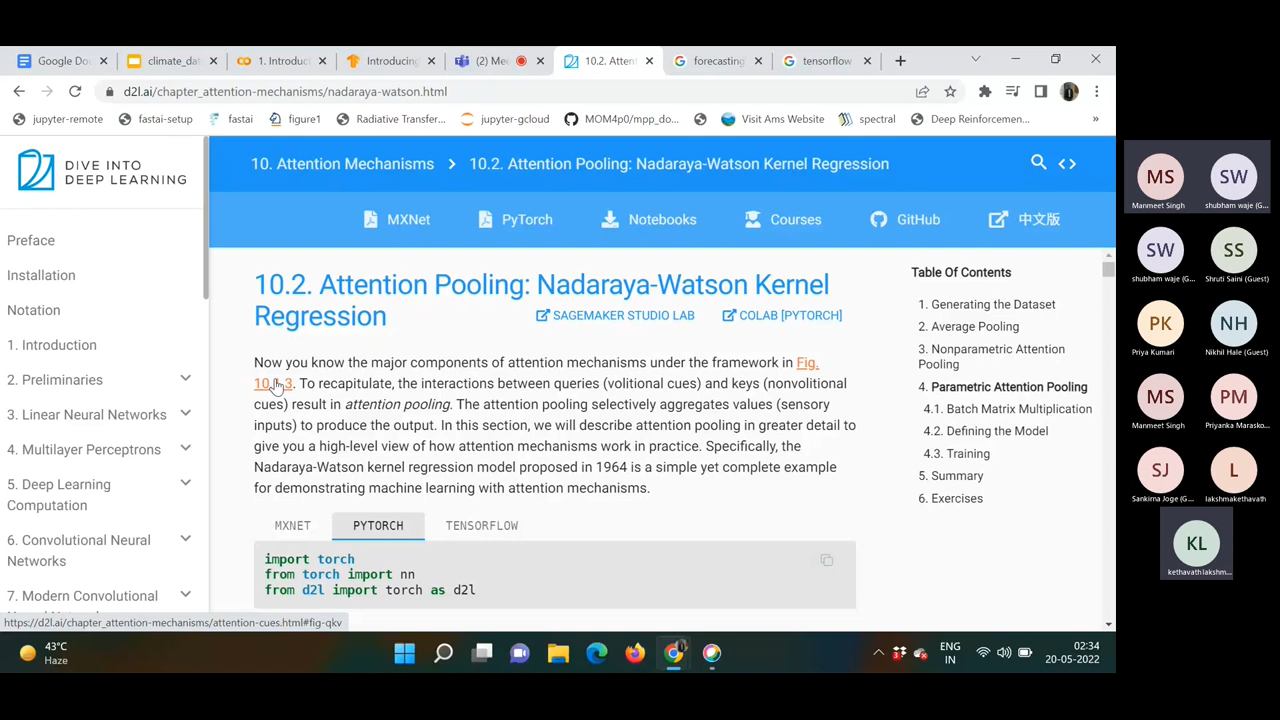 Google Do
climate_da
1. Introduc
Introducing
(2) Me
10.2. Atten
forecasting
tensorflow
d2l.ai/chapter_attention-mechanisms/nadaraya-watson.html
jupyter-remote
fastai-setup
fastai
figure1
Radiative Transfer...
jupyter-gcloud
MOM4p0/mpp_do...
Visit Ams Website
spectral
Deep Reinforcemen...
»
DIVE INTO
DEEP LEARNING
10. Attention Mechanisms
10.2. Attention Pooling: Nadaraya-Watson Kernel Regression
MXNet
PyTorch
Notebooks
Courses
GitHub
中文版
Preface
Installation
Notation
1. Introduction
2. Preliminaries
3. Linear Neural Networks
4. Multilayer Perceptrons
5. Deep Learning
Computation
6. Convolutional Neural
Networks
7. Modern Convolutional
10.2. Attention Pooling: Nadaraya-Watson Kernel
Regression
SAGEMAKER STUDIO LAB
COLAB [PYTORCH]
Now you know the major components of attention mechanisms under the framework in Fig.
10.1.3. To recapitulate, the interactions between queries (volitional cues) and keys (nonvolitional
cues) result in attention pooling. The attention pooling selectively aggregates values (sensory
inputs) to produce the output. In this section, we will describe attention pooling in greater detail to
give you a high-level view of how attention mechanisms work in practice. Specifically, the
Nadaraya-Watson kernel regression model proposed in 1964 is a simple yet complete example
for demonstrating machine learning with attention mechanisms.
MXNET
PYTORCH
TENSORFLOW
import torch
from torch import nn
from d2l import torch as d2l
Table Of Contents
1. Generating the Dataset
2. Average Pooling
3. Nonparametric Attention
Pooling
4. Parametric Attention Pooling
4.1. Batch Matrix Multiplication
4.2. Defining the Model
4.3. Training
5. Summary
6. Exercises
https://d2l.ai/chapter_attention-mechanisms/attention-cues.html#fig-qkv
43°C
Haze
ENG
IN
02:34
20-05-2022
MS
Manmeet Singh
SW
shubham waje (G...
SW
shubham waje (G...
SS
Shruti Saini (Guest)
PK
Priya Kumari
NH
Nikhil Hale (Guest)
MS
Manmeet Singh
PM
Priyanka Marasko...
SJ
Sankirna Joge (G...
L
lakshmakethavath
KL
kethavath lakshm...